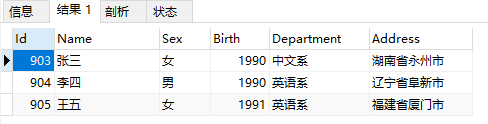 信息 结果 1 剖析 状态
Id Name Sex Birth Department Address
903 张三 女 1990 中文系 湖南省永州市
904 李四 男 1990 英语系 辽宁省阜新市
905 王五 女 1991 英语系 福建省厦门市